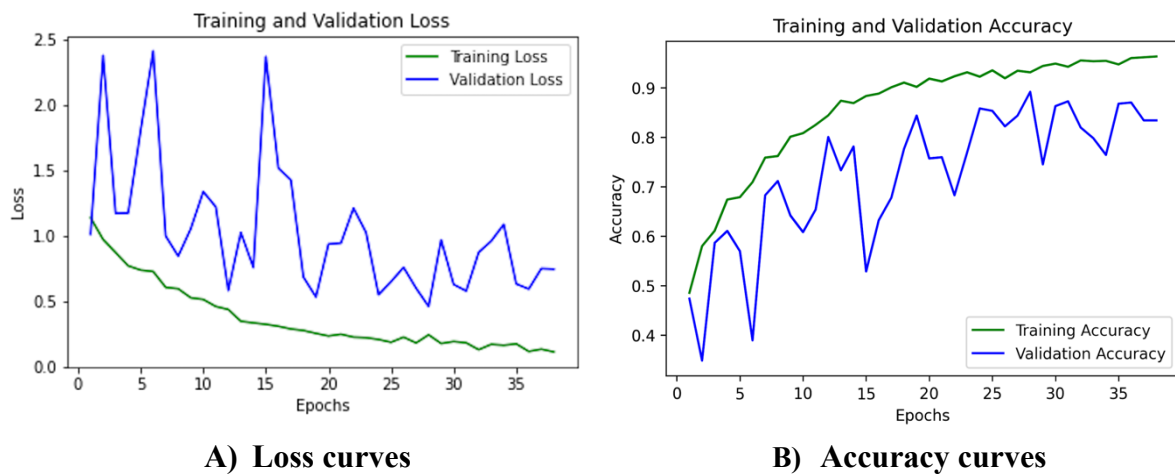 Training and Validation Loss
2.5
2.0
1.5
1.0
0.5
0.0
Loss
Training Loss
Validation Loss
0 5 10 15 20 25 30 35
Epochs
A) Loss curves
Training and Validation Accuracy
0.9
0.8
0.7
0.6
0.5
0.4
Accuracy
Training Accuracy
Validation Accuracy
0 5 10 15 20 25 30 35
Epochs
B) Accuracy curves